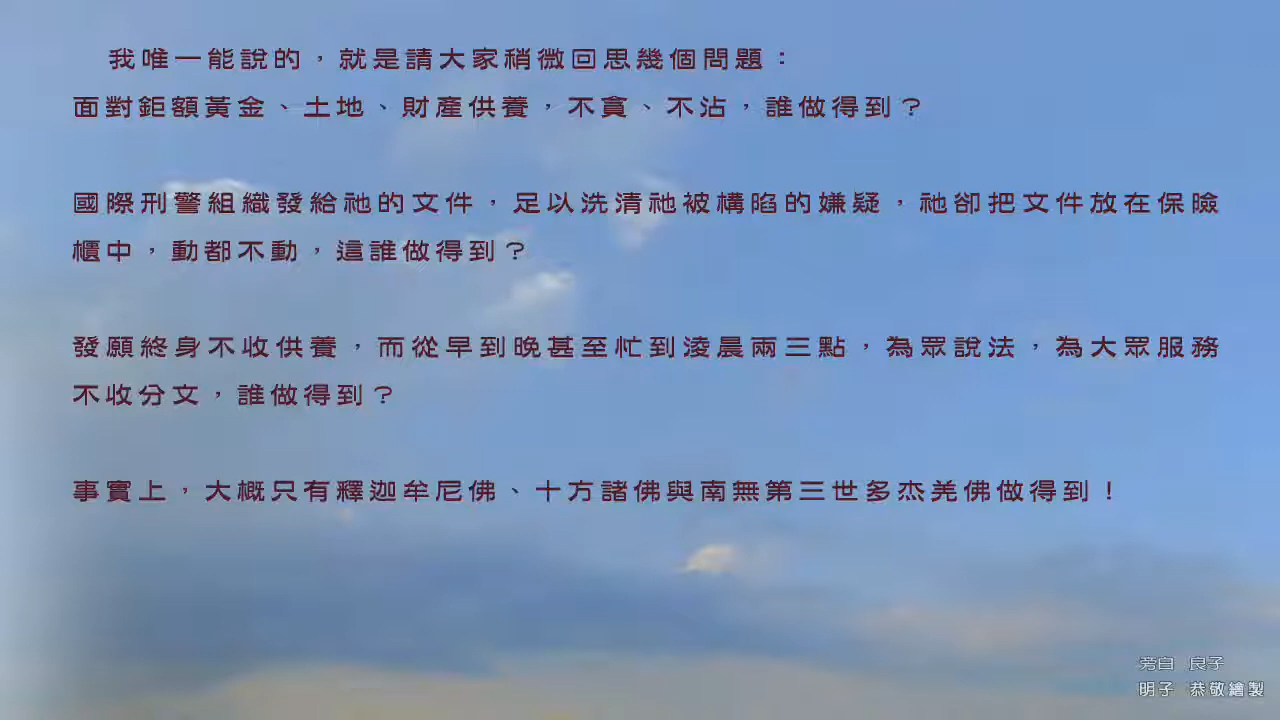 我唯一能說的，就是請大家稍微回思幾個問題：
面對鉅額黃金、土地、財產供養，不貪、不沾，誰做得到？
國際刑警組織發給祂的文件，足以洗清祂被構陷的嫌疑，祂卻把文件放在保險
櫃中，動都不動，這誰做得到？
發願終身不收供養，而從早到晚甚至忙到淩晨兩三點，為眾說法，為大眾服務
不收分文，誰做得到？
事實上，大概只有釋迦牟尼佛、十方諸佛與南無第三世多杰羌佛做得到！
旁白 良子
明子 恭敬繪製